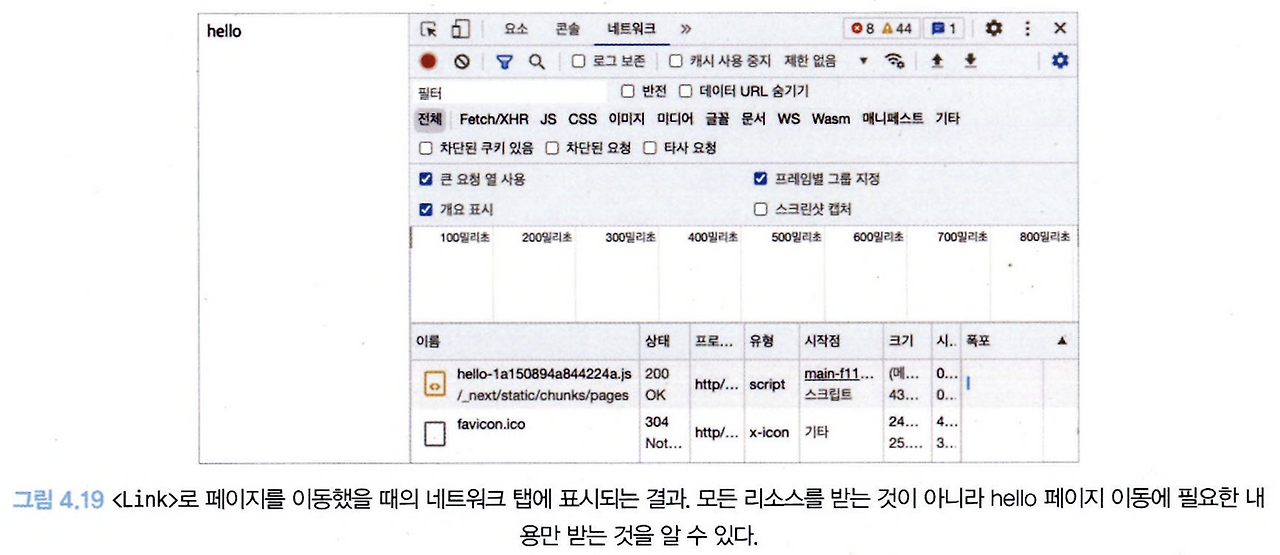 hello
요소 콘솔 네트워크 » 8 44 1
로그 보존 캐시 사용 중지 제한 없음
필터 반전 데이터 URL 숨기기
전체 Fetch/XHR JS CSS 이미지 미디어 글꼴 문서 WS Wasm 매니페스트 기타
차단된 쿠키 있음 차단된 요청 타사 요청
큰 요청 열 사용 프레임별 그룹 지정
개요 표시 스크린샷 캡처
100밀리초 200밀리초 300밀리초 400밀리초 500밀리초 600밀리초 700밀리초 800밀리초
이름 상태 프로... 유형 시작점 크기 시.. 폭포
hello-1a150894a844224a.js 200 http/... script main-f11... (메... 0...
/_next/static/chunks/pages OK 스크립트 43... 0...
favicon.ico 304 http/... x-icon 기타 24... 4...
Not... 25.... 3...
그림 4.19 <Link>로 페이지를 이동했을 때의 네트워크 탭에 표시되는 결과. 모든 리소스를 받는 것이 아니라 hello 페이지 이동에 필요한 내
용만 받는 것을 알 수 있다.